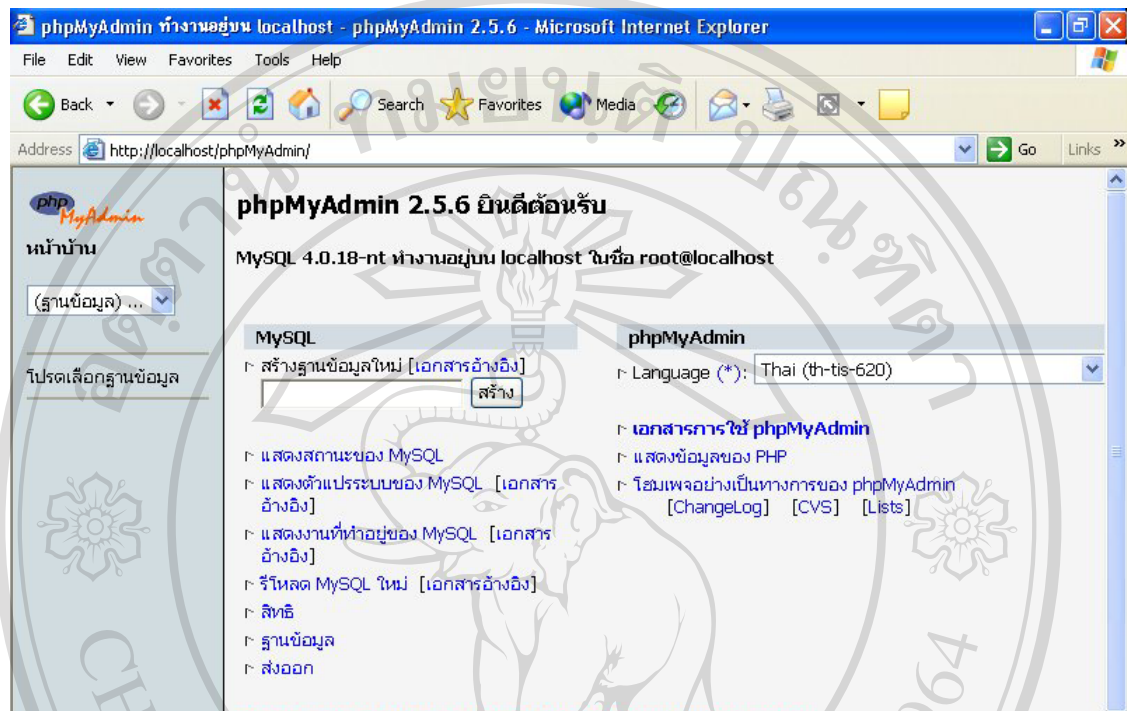 phpMyAdmin ทำงานอยู่บน localhost - phpMyAdmin 2.5.6 - Microsoft Internet Explorer
File Edit View Favorites Tools Help
Back Search Favorites Media
Address http://localhost/phpMyAdmin/ Go Links »
php
MyAdmin
หน้าบ้าน
(ฐานข้อมูล) ...
โปรดเลือกฐานข้อมูล
phpMyAdmin 2.5.6 ยินดีต้อนรับ
MySQL 4.0.18-nt ทำงานอยู่บน localhost ในชื่อ root@localhost
MySQL
สร้างฐานข้อมูลใหม่ [เอกสารอ้างอิง]
สร้าง
แสดงสถานะของ MySQL
แสดงตัวแปรระบบของ MySQL [เอกสาร
อ้างอิง]
แสดงงานที่ทำอยู่ของ MySQL [เอกสาร
อ้างอิง]
รีโหลด MySQL ใหม่ [เอกสารอ้างอิง]
สิทธิ
ฐานข้อมูล
ส่งออก
phpMyAdmin
Language (*): Thai (th-tis-620)
เอกสารการใช้ phpMyAdmin
แสดงข้อมูลของ PHP
โฮมเพจอย่างเป็นทางการของ phpMyAdmin
[ChangeLog] [CVS] [Lists]